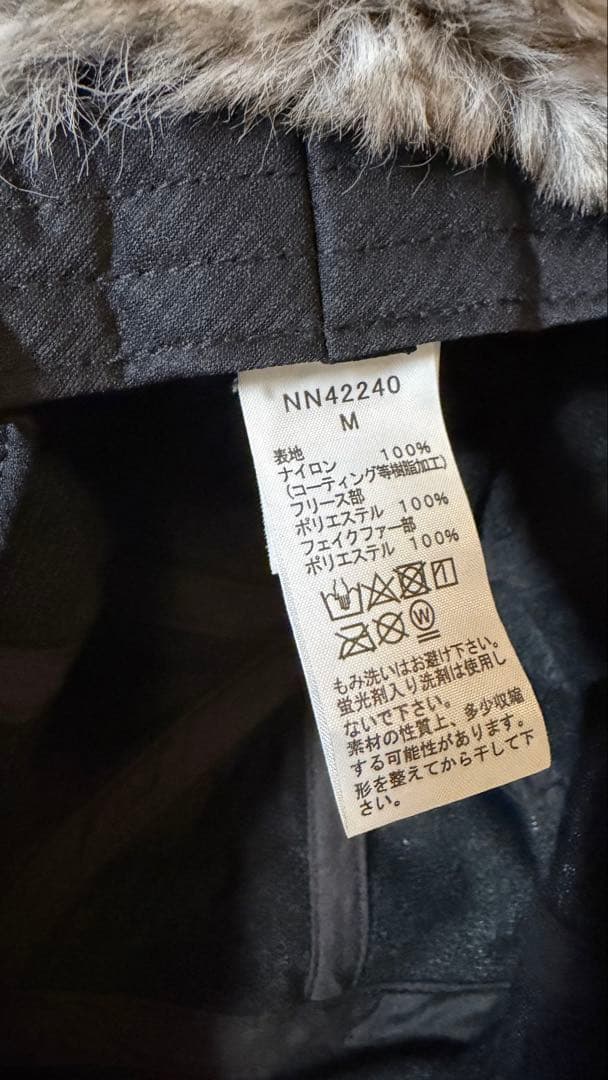 NN42240
M
表地
ナイロン 100%
(コーティング等樹脂加工)
フリース部
ポリエステル 100%
フェイクファー部
ポリエステル 100%
W
もみ洗いはお避け下さい。
蛍光剤入り洗剤は使用し
ないで下さい。
素材の性質上、多少収縮
する可能性があります。
形を整えてから干して下
さい。